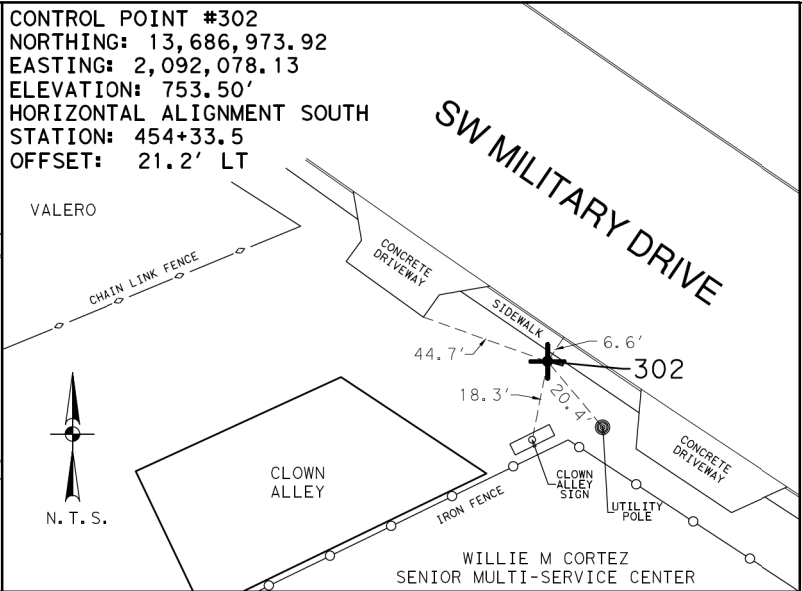 CONTROL POINT #302
NORTHING: 13,686,973.92
EASTING: 2,092,078.13
ELEVATION: 753.50'
HORIZONTAL ALIGNMENT SOUTH
STATION: 454+33.5
OFFSET: 21.2' LT
SW MILITARY DRIVE
VALERO
CHAIN LINK FENCE
CONCRETE
DRIVEWAY
SIDEWALK
6.6'
44.7'
302
18.3'
20.4'
CONCRETE
DRIVEWAY
CLOWN
ALLEY
CLOWN
ALLEY
SIGN
UTILITY
POLE
IRON FENCE
N.T.S.
WILLIE M CORTEZ
SENIOR MULTI-SERVICE CENTER